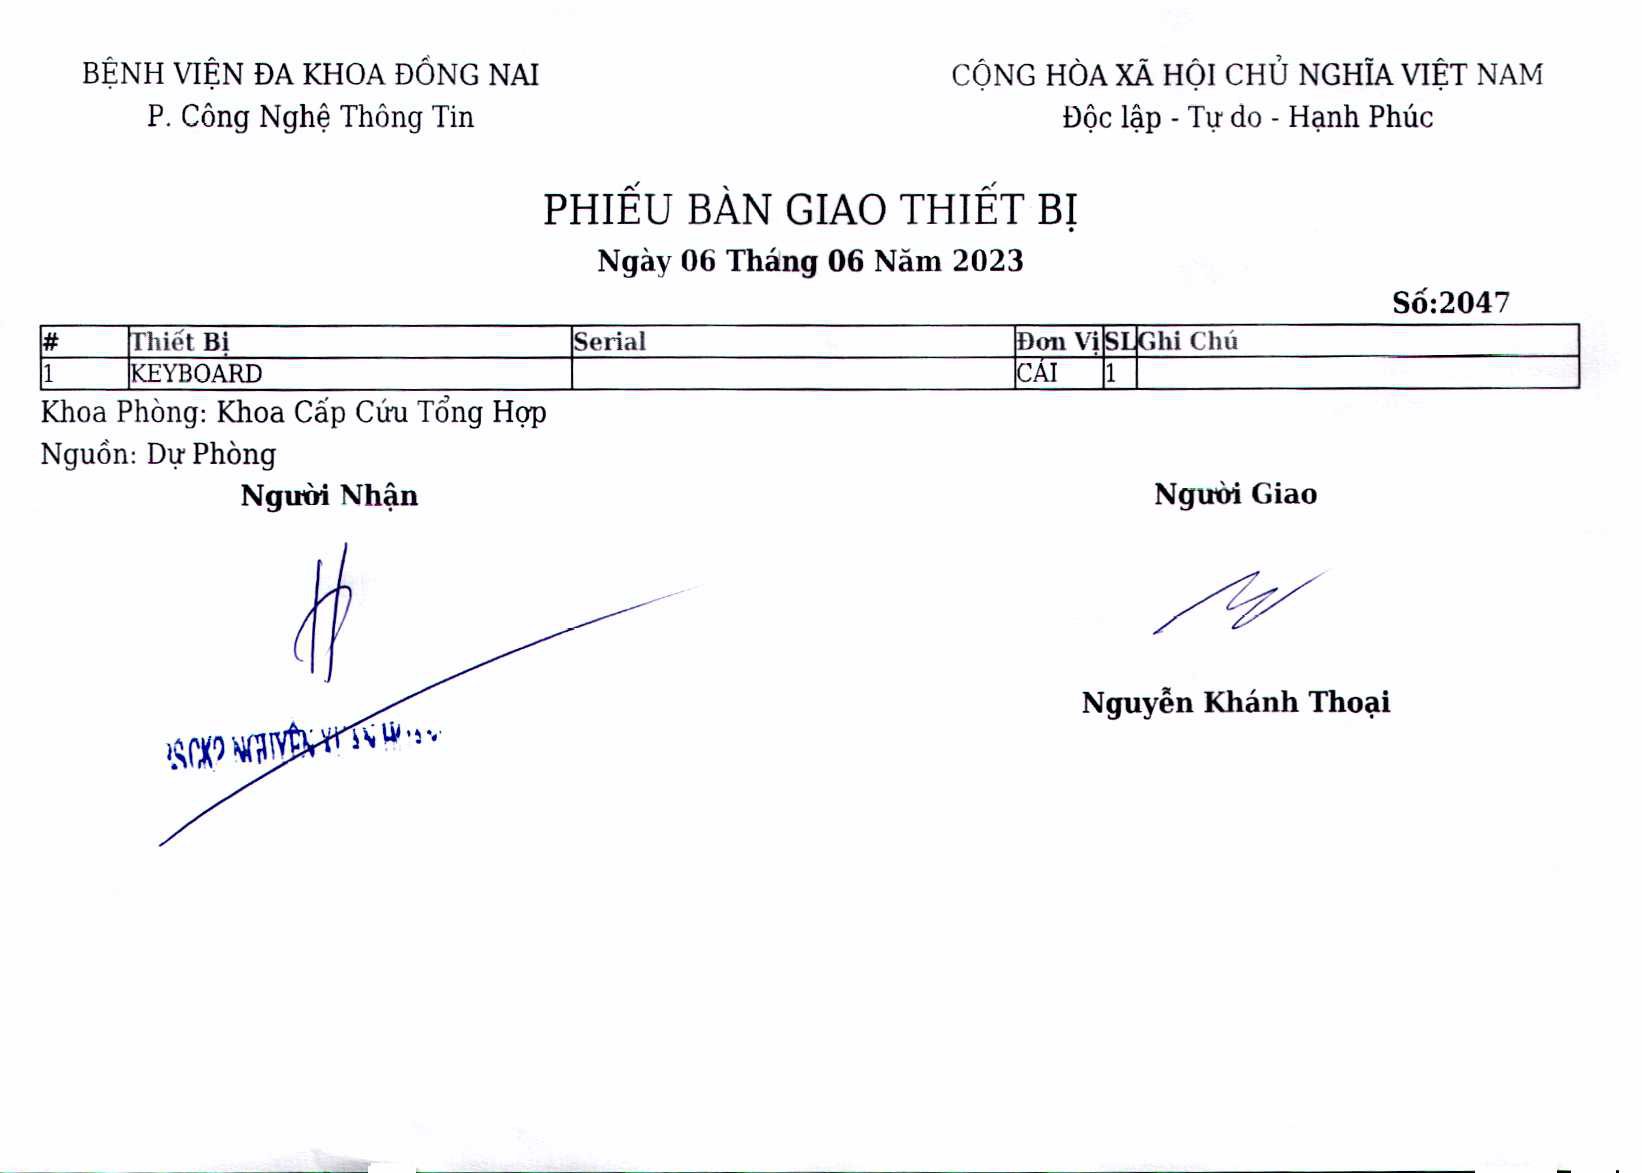 BỆNH VIỆN ĐA KHOA ĐỒNG NAI
P. Công Nghệ Thông Tin
CỘNG HÒA XÃ HỘI CHỦ NGHĨA VIỆT NAM
Độc lập - Tự do - Hạnh Phúc
PHIẾU BÀN GIAO THIẾT BỊ
Ngày 06 Tháng 06 Năm 2023
Số:2047
# Thiết Bị Serial Đơn Vị SL Ghi Chú
1 KEYBOARD CÁI 1
Khoa Phòng: Khoa Cấp Cứu Tổng Hợp
Nguồn: Dự Phòng
Người Nhận Người Giao
Nguyễn Khánh Thoại